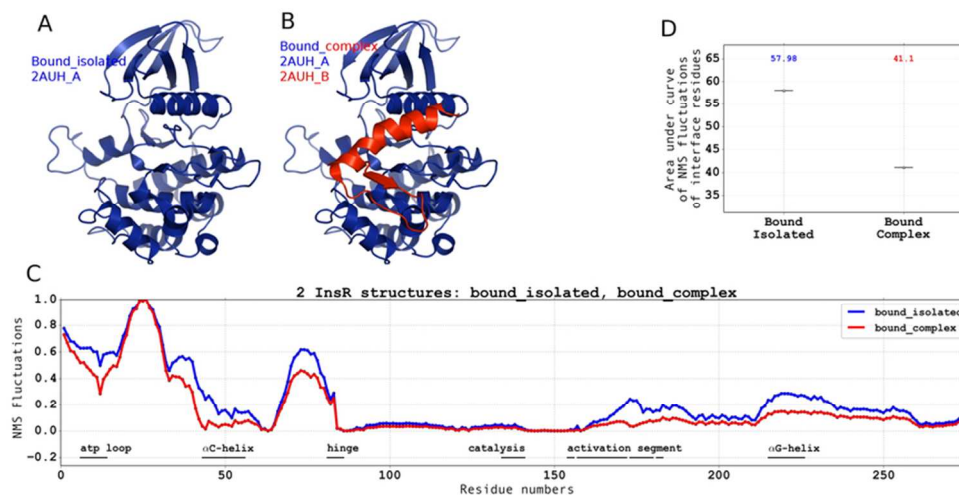 A
Bound_isolated
2AUH_A
B
Bound_complex
2AUH_A
2AUH_B
D
Area under curve
of NMS fluctuations
of interface residues
65
60
55
50
45
40
35
57.98
41.1
Bound
Isolated
Bound
Complex
C
2 InsR structures: bound_isolated, bound_complex
NMS fluctuations
1.0
0.8
0.6
0.4
0.2
0.0
−0.2
bound_isolated
bound_complex
atp loop
αC-helix
hinge
catalysis
activation segment
αG-helix
0
50
100
150
200
250
Residue numbers